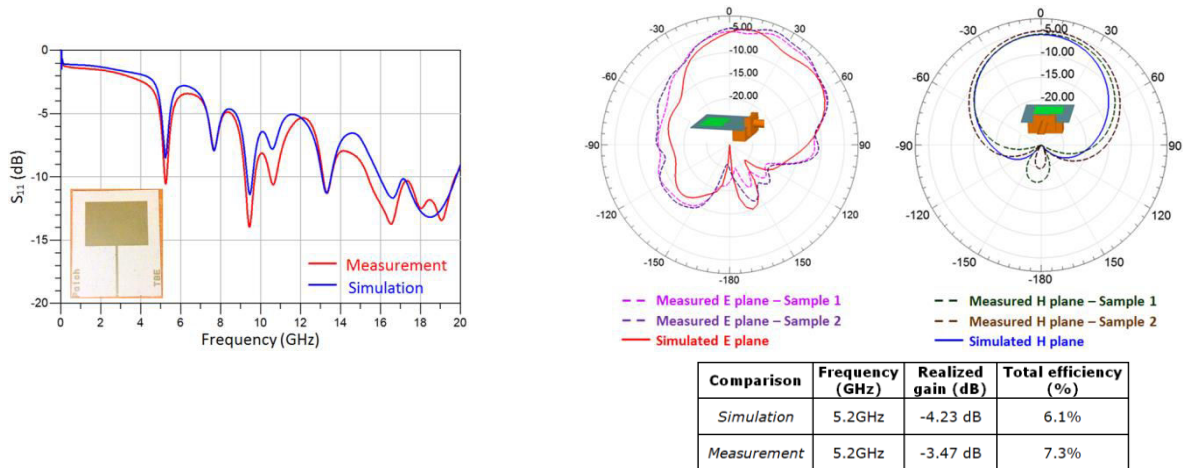 0
-5
-10
-15
-20
S11 (dB)
0 2 4 6 8 10 12 14 16 18 20
Frequency (GHz)
Measurement
Simulation
Patch
TBE
0
-30 30
-60 60
-90 90
-120 120
-150 150
-180
-5.00
-10.00
-15.00
-20.00
Measured E plane – Sample 1
Measured E plane – Sample 2
Simulated E plane
0
-30 30
-60 60
-90 90
-120 120
-150 150
-180
-5.00
-10.00
-15.00
-20.00
Measured H plane – Sample 1
Measured H plane – Sample 2
Simulated H plane
Comparison Frequency (GHz) Realized gain (dB) Total efficiency (%)
Simulation 5.2GHz -4.23 dB 6.1%
Measurement 5.2GHz -3.47 dB 7.3%